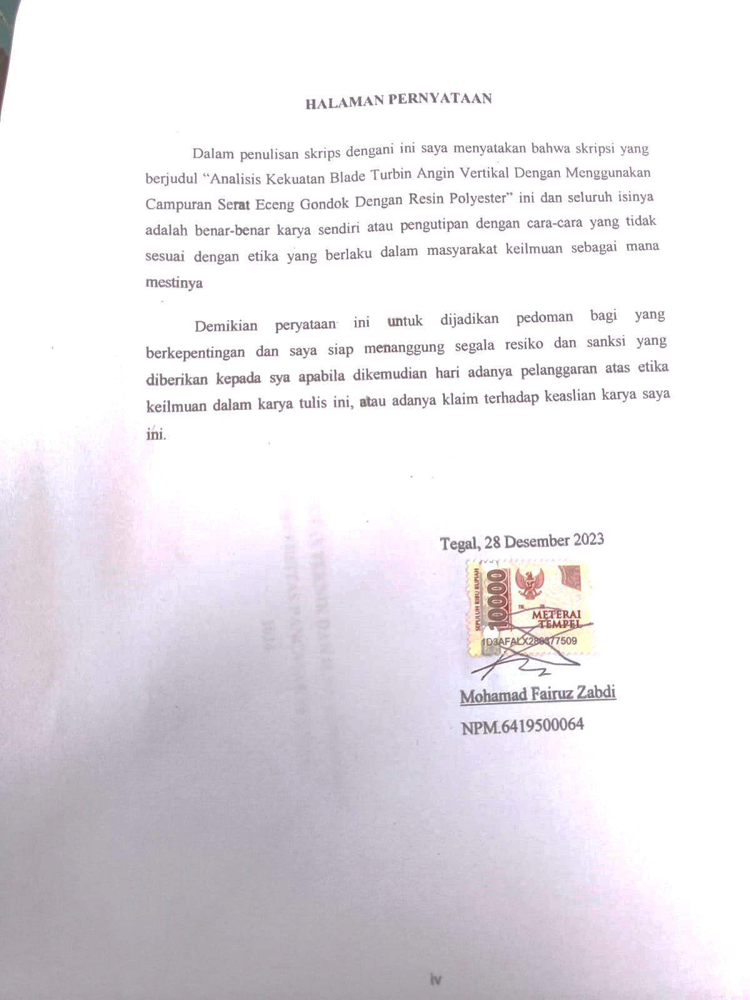 HALAMAN PERNYATAAN
Dalam penulisan skrips dengani ini saya menyatakan bahwa skripsi yang
berjudul “Analisis Kekuatan Blade Turbin Angin Vertikal Dengan Menggunakan
Campuran Serat Eceng Gondok Dengan Resin Polyester” ini dan seluruh isinya
adalah benar-benar karya sendiri atau pengutipan dengan cara-cara yang tidak
sesuai dengan etika yang berlaku dalam masyarakat keilmuan sebagai mana
mestinya
Demikian peryataan ini untuk dijadikan pedoman bagi yang
berkepentingan dan saya siap menanggung segala resiko dan sanksi yang
diberikan kepada sya apabila dikemudian hari adanya pelanggaran atas etika
keilmuan dalam karya tulis ini, atau adanya klaim terhadap keaslian karya saya
ini.
Tegal, 28 Desember 2023
SEPULUH RIBU RUPIAH
10000
METERAI
TEMPEL
Mohamad Fairuz Zabdi
NPM.6419500064
iv